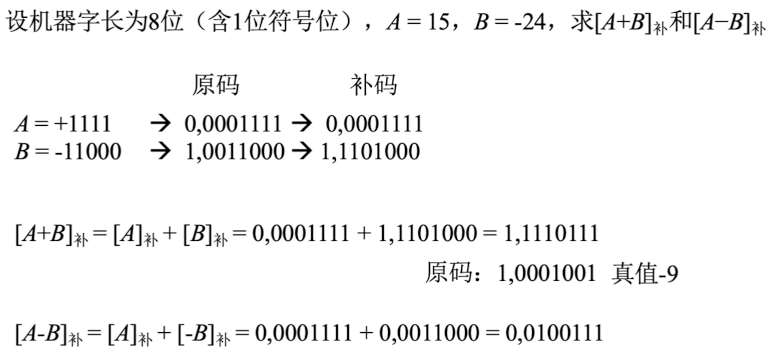 设机器字长为8位（含1位符号位），A = 15，B = -24，求[A+B]补和[A−B]补
原码 补码
A = +1111 → 0,0001111 → 0,0001111
B = -11000 → 1,0011000 → 1,1101000
[A+B]补 = [A]补 + [B]补 = 0,0001111 + 1,1101000 = 1,1110111
原码：1,0001001 真值-9
[A-B]补 = [A]补 + [-B]补 = 0,0001111 + 0,0011000 = 0,0100111